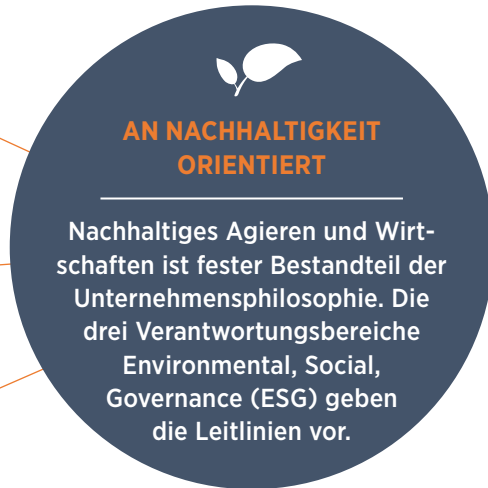 AN NACHHALTIGKEIT
ORIENTIERT
Nachhaltiges Agieren und Wirt-
schaften ist fester Bestandteil der
Unternehmensphilosophie. Die
drei Verantwortungsbereiche
Environmental, Social,
Governance (ESG) geben
die Leitlinien vor.